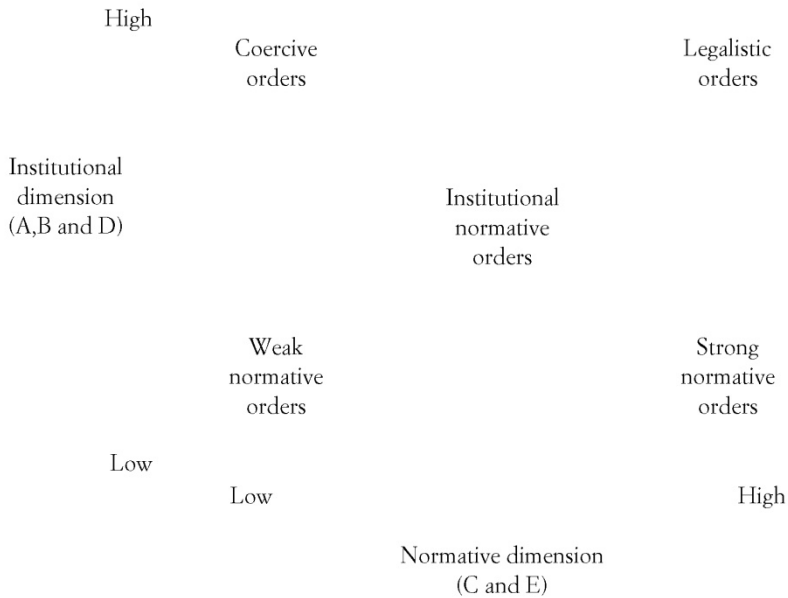 High
Coercive
orders
Legalistic
orders
Institutional
dimension
(A,B and D)
Institutional
normative
orders
Weak
normative
orders
Strong
normative
orders
Low
Low
High
Normative dimension
(C and E)